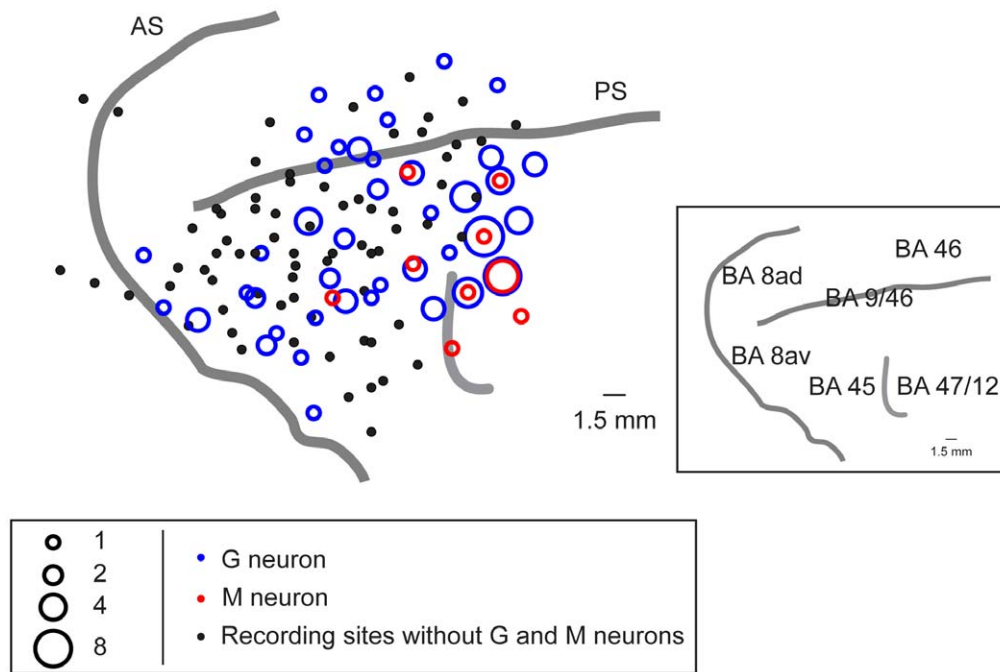 AS
PS
1.5 mm
BA 46
BA 8ad
BA 9/46
BA 8av
BA 45
BA 47/12
1.5 mm
1
2
4
8
G neuron
M neuron
Recording sites without G and M neurons